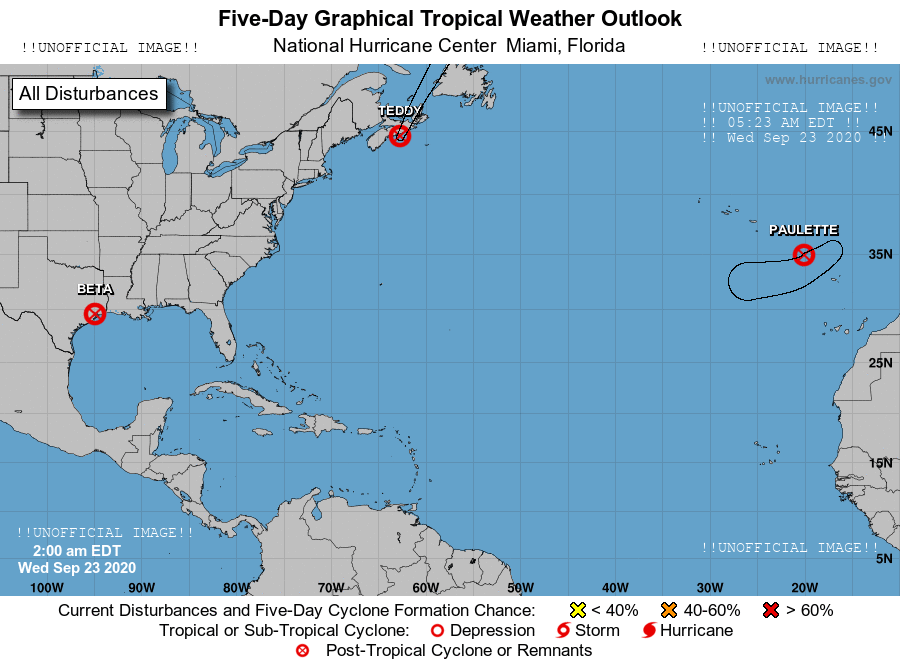 Five-Day Graphical Tropical Weather Outlook
!!UNOFFICIAL IMAGE!! National Hurricane Center Miami, Florida !!UNOFFICIAL IMAGE!!
All Disturbances
www.hurricanes.gov
TEDDY
!!UNOFFICIAL IMAGE!!
!! 05:23 AM EDT !!
!! Wed Sep 23 2020 !!
45N
PAULETTE
35N
BETA
25N
15N
!!UNOFFICIAL IMAGE!!
2:00 am EDT
Wed Sep 23 2020
!!UNOFFICIAL IMAGE!!
5N
100W 90W 80W 70W 60W 50W 40W 30W 20W
Current Disturbances and Five-Day Cyclone Formation Chance: < 40% 40-60% > 60%
Tropical or Sub-Tropical Cyclone: Depression Storm Hurricane
Post-Tropical Cyclone or Remnants